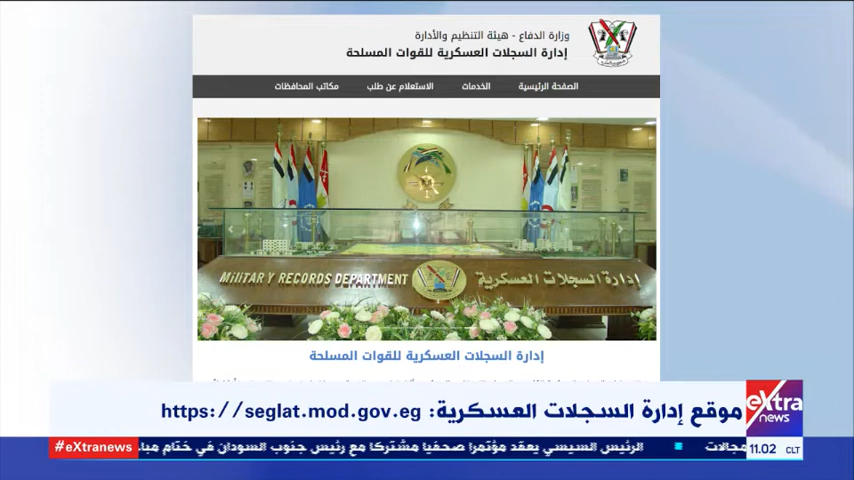 وزارة الدفاع - هيئة التنظيم والأدارة
إدارة السجلات العسكرية للقوات المسلحة
الصفحة الرئيسية الخدمات الاستعلام عن طلب مكاتب المحافظات
MILITARY RECORDS DEPARTMENT إدارة السجلات العسكرية
إدارة السجلات العسكرية للقوات المسلحة
موقع إدارة السجلات العسكرية: https://seglat.mod.gov.eg
eXtra news
#eXtranews
مجالات ■ الرئيس السيسي يعقد مؤتمرا صحفيا مشتركا مع رئيس جنوب السودان في ختام مبا
11.02 CLT